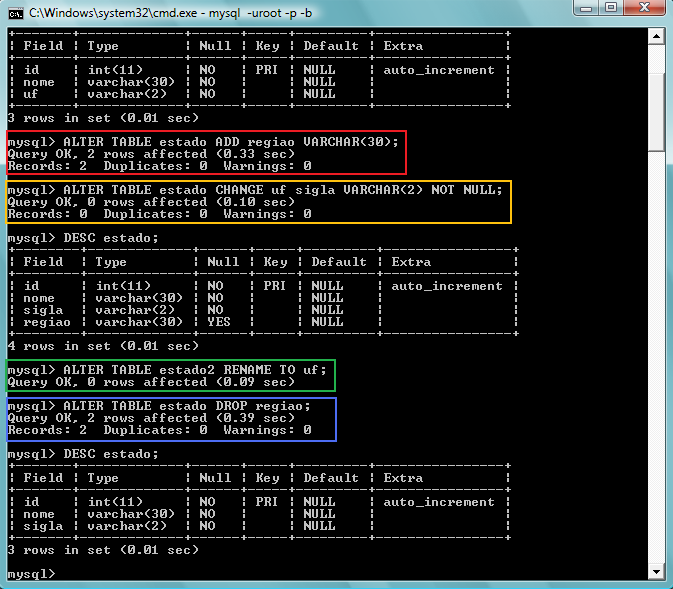 C:\Windows\system32\cmd.exe - mysql -uroot -p -b
+-------+-------------+------+-----+---------+----------------+
| Field | Type        | Null | Key | Default | Extra          |
+-------+-------------+------+-----+---------+----------------+
| id    | int(11)     | NO   | PRI | NULL    | auto_increment |
| nome  | varchar(30) | NO   |     | NULL    |                |
| uf    | varchar(2)  | NO   |     | NULL    |                |
+-------+-------------+------+-----+---------+----------------+
3 rows in set (0.01 sec)
mysql> ALTER TABLE estado ADD regiao VARCHAR(30);
Query OK, 2 rows affected (0.33 sec)
Records: 2  Duplicates: 0  Warnings: 0
mysql> ALTER TABLE estado CHANGE uf sigla VARCHAR(2) NOT NULL;
Query OK, 0 rows affected (0.10 sec)
Records: 0  Duplicates: 0  Warnings: 0
mysql> DESC estado;
+--------+-------------+------+-----+---------+----------------+
| Field  | Type        | Null | Key | Default | Extra          |
+--------+-------------+------+-----+---------+----------------+
| id     | int(11)     | NO   | PRI | NULL    | auto_increment |
| nome   | varchar(30) | NO   |     | NULL    |                |
| sigla  | varchar(2)  | NO   |     | NULL    |                |
| regiao | varchar(30) | YES  |     | NULL    |                |
+--------+-------------+------+-----+---------+----------------+
4 rows in set (0.01 sec)
mysql> ALTER TABLE estado2 RENAME TO uf;
Query OK, 0 rows affected (0.09 sec)
mysql> ALTER TABLE estado DROP regiao;
Query OK, 2 rows affected (0.39 sec)
Records: 2  Duplicates: 0  Warnings: 0
mysql> DESC estado;
+-------+-------------+------+-----+---------+----------------+
| Field | Type        | Null | Key | Default | Extra          |
+-------+-------------+------+-----+---------+----------------+
| id    | int(11)     | NO   | PRI | NULL    | auto_increment |
| nome  | varchar(30) | NO   |     | NULL    |                |
| sigla | varchar(2)  | NO   |     | NULL    |                |
+-------+-------------+------+-----+---------+----------------+
3 rows in set (0.01 sec)
mysql>